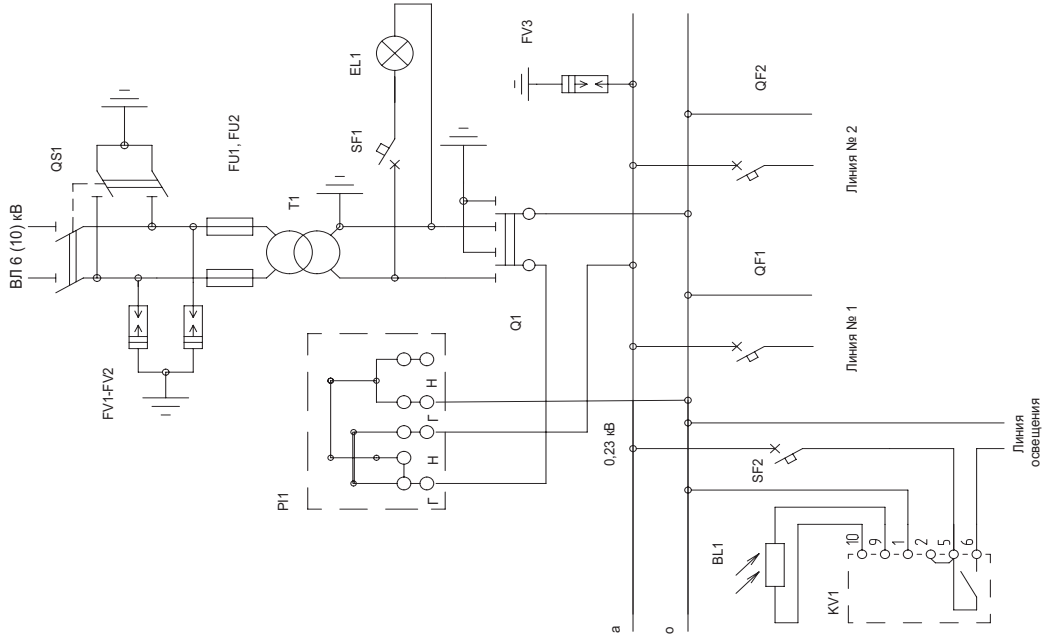 ВЛ 6 (10) кВ
QS1
FU1, FU2
T1
SF1
EL1
FV3
FV1-FV2
PI1
Г
Н
Г
Н
Q1
0,23 кВ
QF1
QF2
Линия № 1
Линия № 2
SF2
Линия
освещения
BL1
KV1
10
9
1
2
5
6
а
о